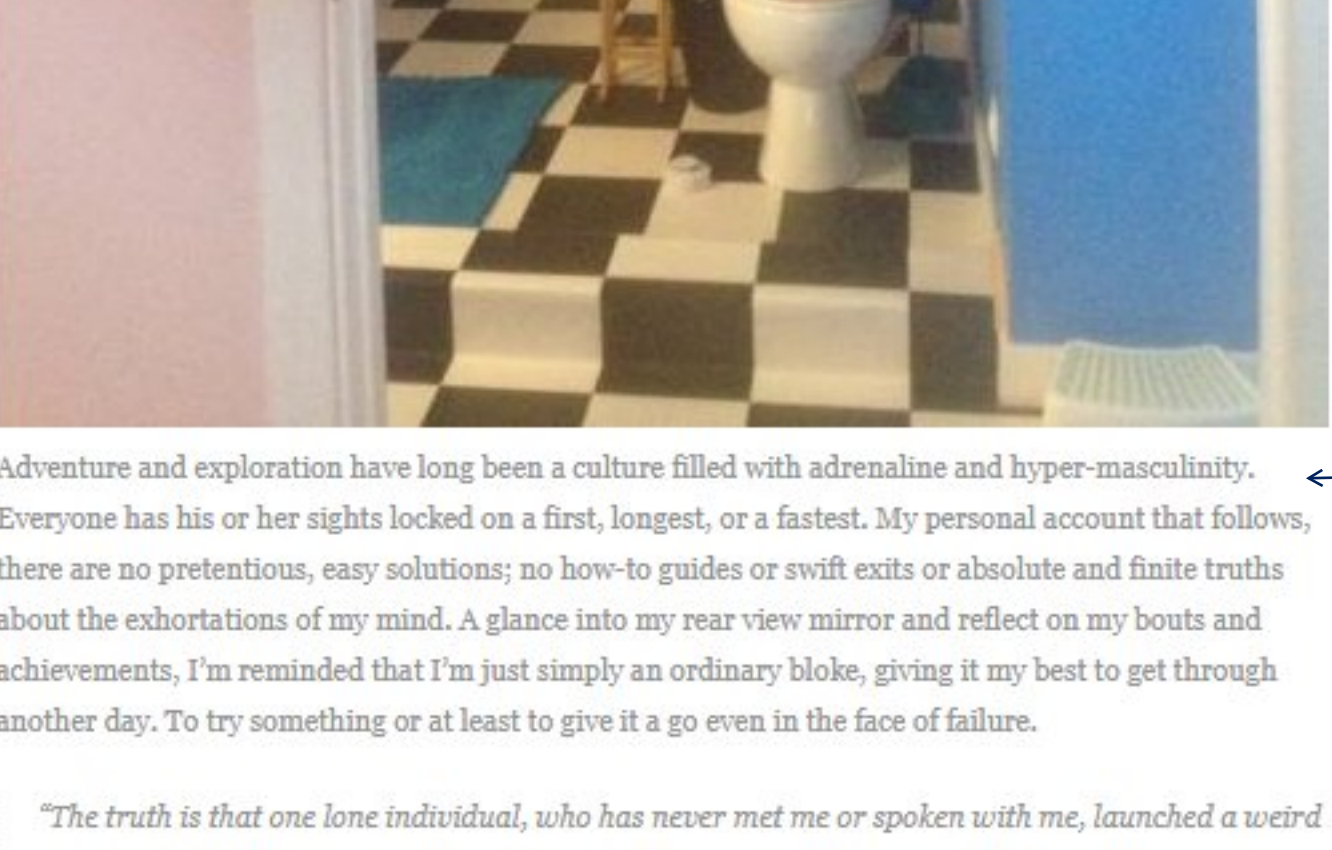 Adventure and exploration have long been a culture filled with adrenaline and hyper-masculinity.
Everyone has his or her sights locked on a first, longest, or a fastest. My personal account that follows,
there are no pretentious, easy solutions; no how-to guides or swift exits or absolute and finite truths
about the exhortations of my mind. A glance into my rear view mirror and reflect on my bouts and
achievements, I’m reminded that I’m just simply an ordinary bloke, giving it my best to get through
another day. To try something or at least to give it a go even in the face of failure.
“The truth is that one lone individual, who has never met me or spoken with me, launched a weird